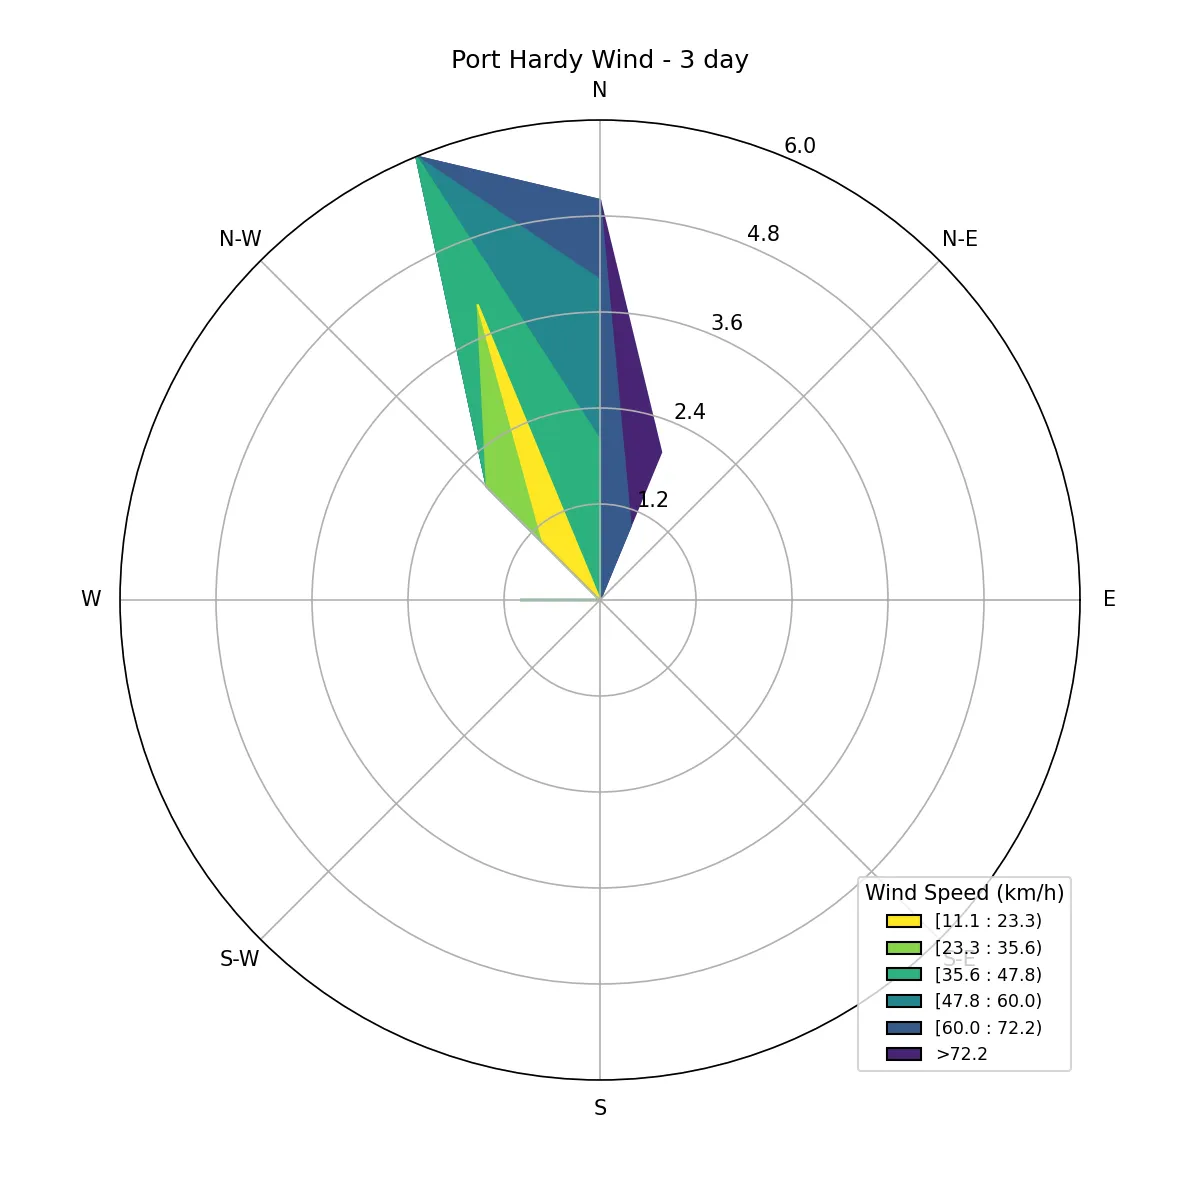 Port Hardy Wind - 3 day
N
6.0
N-W
4.8
N-E
3.6
2.4
1.2
W
E
Wind Speed (km/h)
[11.1 : 23.3)
[23.3 : 35.6)
S-W
S-E
[35.6 : 47.8)
[47.8 : 60.0)
[60.0 : 72.2)
>72.2
S